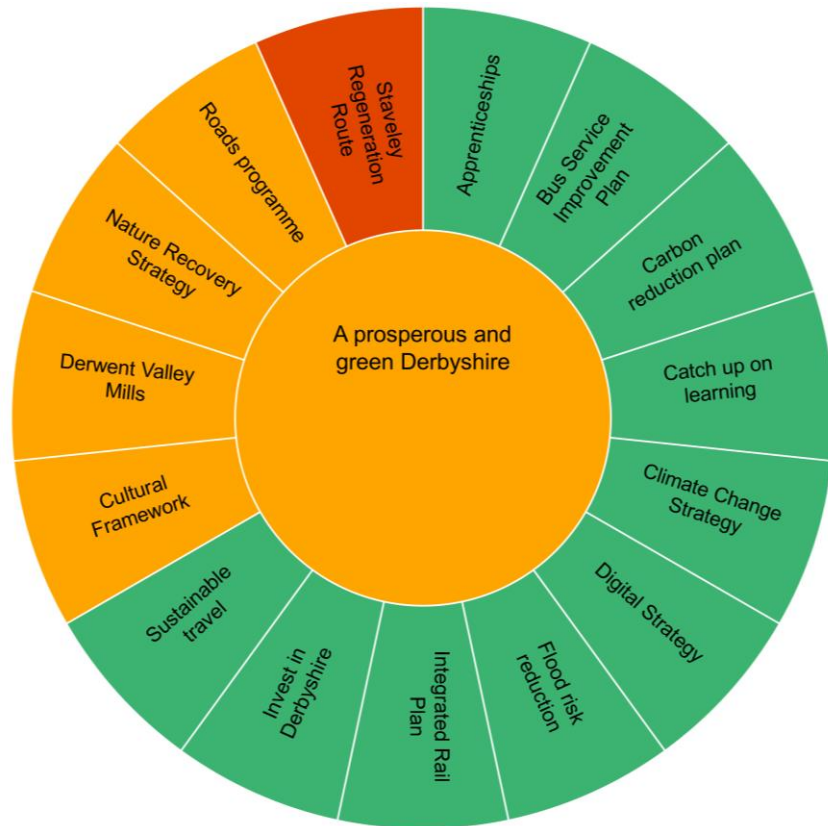 A prosperous and
green Derbyshire
Apprenticeships
Bus Service
Improvement
Plan
Carbon
reduction plan
Catch up on
learning
Climate Change
Strategy
Digital Strategy
Flood risk
reduction
Integrated Rail
Plan
Invest in
Derbyshire
Sustainable
travel
Cultural
Framework
Derwent Valley
Mills
Nature Recovery
Strategy
Roads programme
Staveley
Regeneration
Route